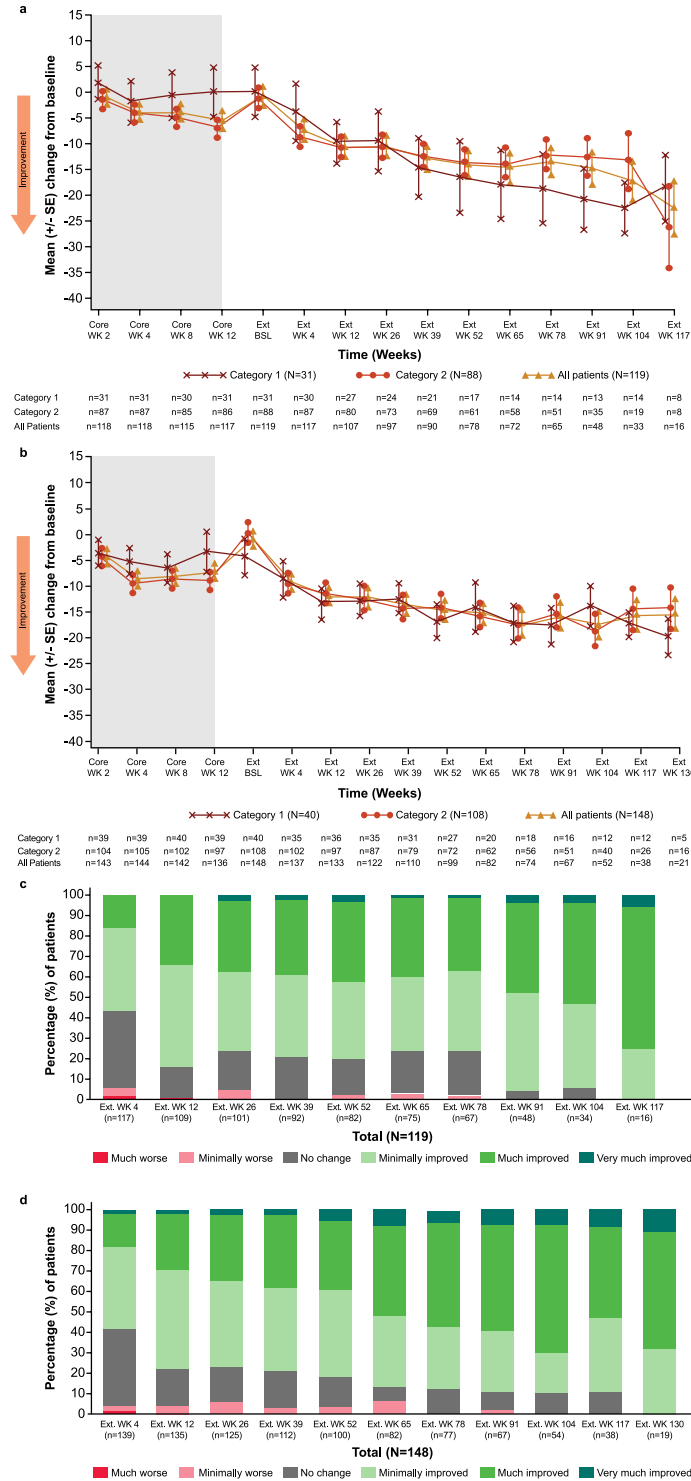 a
15
10
5
0
-5
-10
-15
-20
-25
-30
-35
-40
Improvement
Mean (+/- SE) change from baseline
Core WK 2 Core WK 4 Core WK 8 Core WK 12 Ext BSL Ext WK 4 Ext WK 12 Ext WK 26 Ext WK 39 Ext WK 52 Ext WK 65 Ext WK 78 Ext WK 91 Ext WK 104 Ext WK 117
Time (Weeks)
Category 1 (N=31) Category 2 (N=88) All patients (N=119)
Category 1 n=31 n=31 n=30 n=31 n=31 n=30 n=27 n=24 n=21 n=17 n=14 n=14 n=13 n=14 n=8
Category 2 n=87 n=87 n=85 n=86 n=88 n=87 n=80 n=73 n=69 n=61 n=58 n=51 n=35 n=19 n=8
All Patients n=118 n=118 n=115 n=117 n=119 n=117 n=107 n=97 n=90 n=78 n=72 n=65 n=48 n=33 n=16
b
15
10
5
0
-5
-10
-15
-20
-25
-30
-35
-40
Improvement
Mean (+/- SE) change from baseline
Core WK 2 Core WK 4 Core WK 8 Core WK 12 Ext BSL Ext WK 4 Ext WK 12 Ext WK 26 Ext WK 39 Ext WK 52 Ext WK 65 Ext WK 78 Ext WK 91 Ext WK 104 Ext WK 117 Ext WK 130
Time (Weeks)
Category 1 (N=40) Category 2 (N=108) All patients (N=148)
Category 1 n=39 n=39 n=40 n=39 n=40 n=35 n=36 n=35 n=31 n=27 n=20 n=18 n=16 n=12 n=12 n=5
Category 2 n=104 n=105 n=102 n=97 n=108 n=102 n=97 n=87 n=79 n=72 n=62 n=56 n=51 n=40 n=26 n=16
All Patients n=143 n=144 n=142 n=136 n=148 n=137 n=133 n=122 n=110 n=99 n=82 n=74 n=67 n=52 n=38 n=21
c
100
90
80
70
60
50
40
30
20
10
0
Percentage (%) of patients
Ext. WK 4 Ext. WK 12 Ext. WK 26 Ext. WK 39 Ext. WK 52 Ext. WK 65 Ext. WK 78 Ext. WK 91 Ext. WK 104 Ext. WK 117
(n=117) (n=109) (n=101) (n=92) (n=82) (n=75) (n=67) (n=48) (n=34) (n=16)
Total (N=119)
Much worse Minimally worse No change Minimally improved Much improved Very much improved
d
100
90
80
70
60
50
40
30
20
10
0
Percentage (%) of patients
Ext. WK 4 Ext. WK 12 Ext. WK 26 Ext. WK 39 Ext. WK 52 Ext. WK 65 Ext. WK 78 Ext. WK 91 Ext. WK 104 Ext. WK 117 Ext. WK 130
(n=139) (n=135) (n=125) (n=112) (n=100) (n=82) (n=77) (n=67) (n=54) (n=38) (n=19)
Total (N=148)
Much worse Minimally worse No change Minimally improved Much improved Very much improved